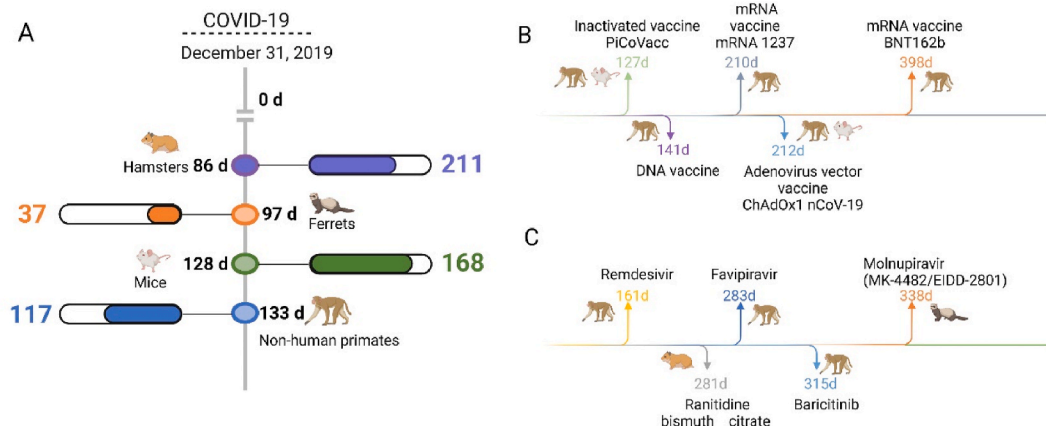 A
COVID-19
December 31, 2019
0 d
Hamsters 86 d
211
37
97 d
Ferrets
128 d
Mice
168
117
133 d
Non-human primates
B
Inactivated vaccine
PiCoVacc
127d
mRNA
vaccine
mRNA 1237
210d
mRNA vaccine
BNT162b
398d
141d
DNA vaccine
212d
Adenovirus vector
vaccine
ChAdOx1 nCoV-19
C
Remdesivir
161d
Favipiravir
283d
Molnupiravir
(MK-4482/EIDD-2801)
338d
281d
Ranitidine
bismuth citrate
315d
Baricitinib